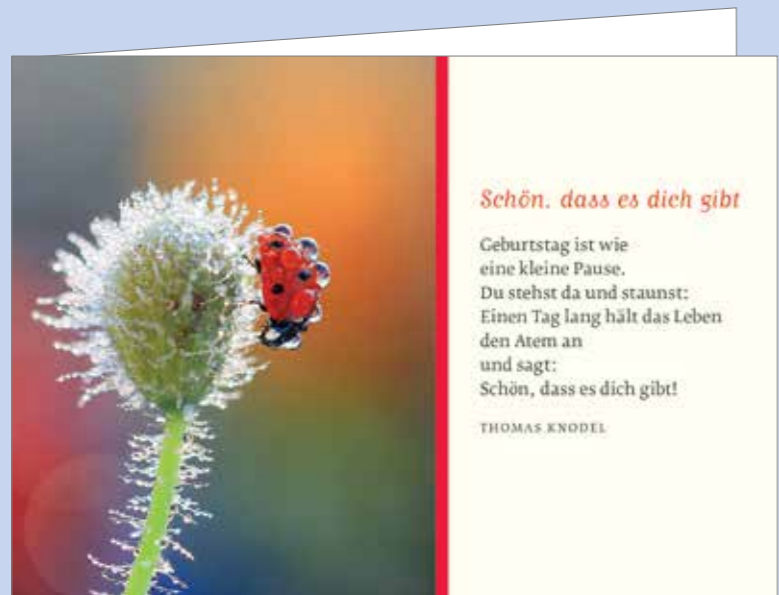 Schön, dass es dich gibt
Geburtstag ist wie
eine kleine Pause.
Du stehst da und staunst:
Einen Tag lang hält das Leben
den Atem an
und sagt:
Schön, dass es dich gibt!
THOMAS KNODEL